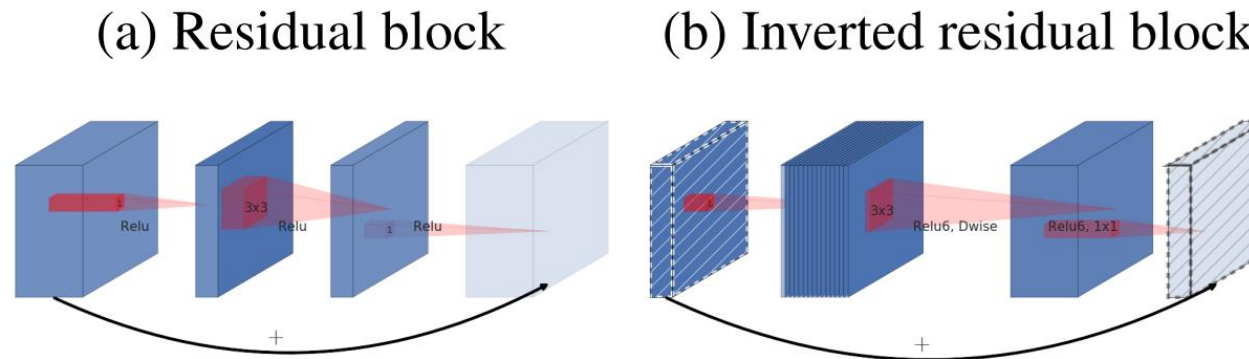 (a) Residual block
(b) Inverted residual block
1
Relu
3x3
Relu
1
Relu
+
1
3x3
Relu6, Dwise
Relu6, 1x1
+